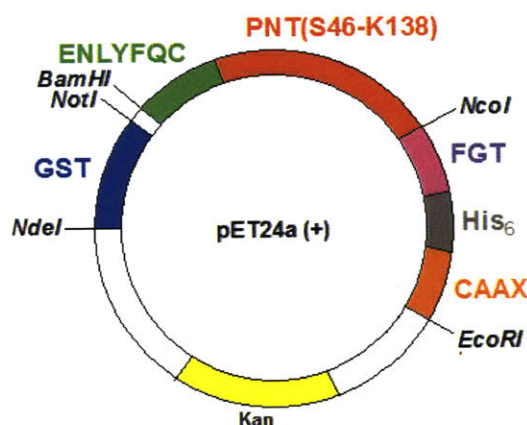 PNT(S46-K138)
ENLYFQC
BamHI
NotI
NcoI
GST
FGT
NdeI
pET24a (+)
His₆
CAAX
EcoRI
Kan